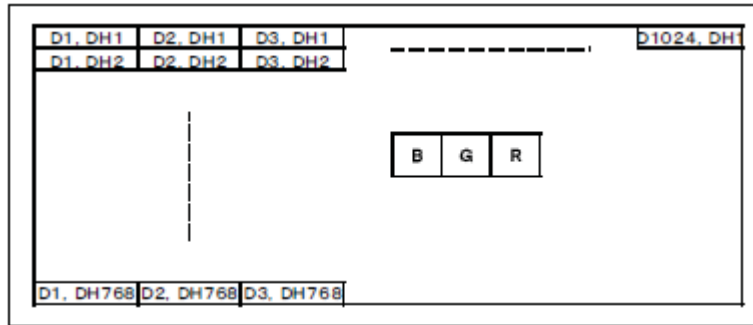 D1, DH1 D2, DH1 D3, DH1 D1024, DH1
D1, DH2 D2, DH2 D3, DH2
B G R
D1, DH768 D2, DH768 D3, DH768